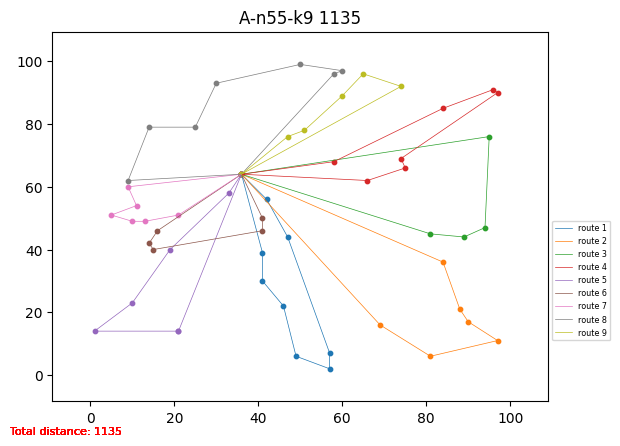 A-n55-k9 1135
100
80
60
40
20
0
0 20 40 60 80 100
route 1
route 2
route 3
route 4
route 5
route 6
route 7
route 8
route 9
Total distance: 1135